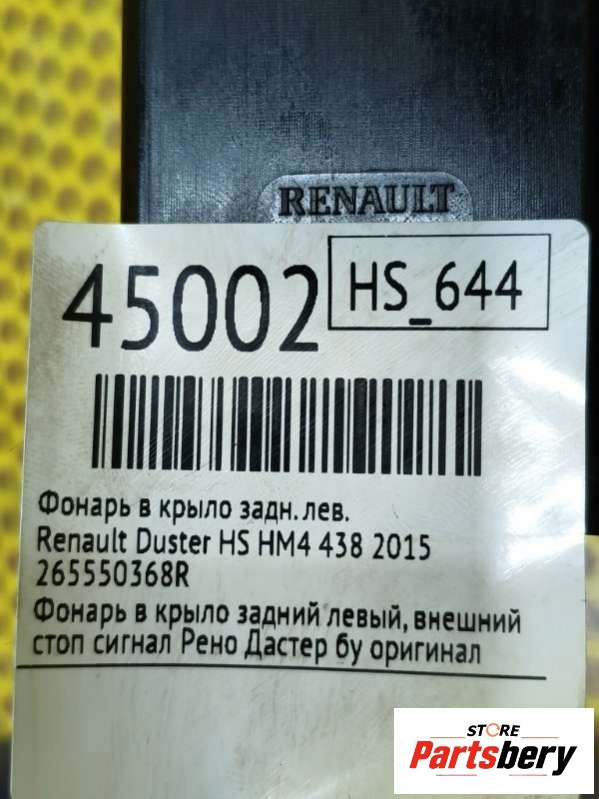 RENAULT
45002
HS_644
Фонарь в крыло задн. лев.
Renault Duster HS HM4 438 2015
265550368R
Фонарь в крыло задний левый, внешний
стоп сигнал Рено Дастер бу оригинал
STORE
Partsbery